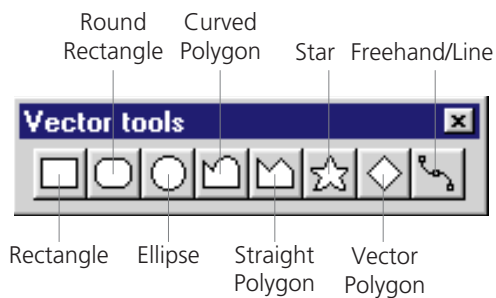 Round
Rectangle
Curved
Polygon
Star
Freehand/Line
Vector tools
Rectangle
Ellipse
Straight
Polygon
Vector
Polygon